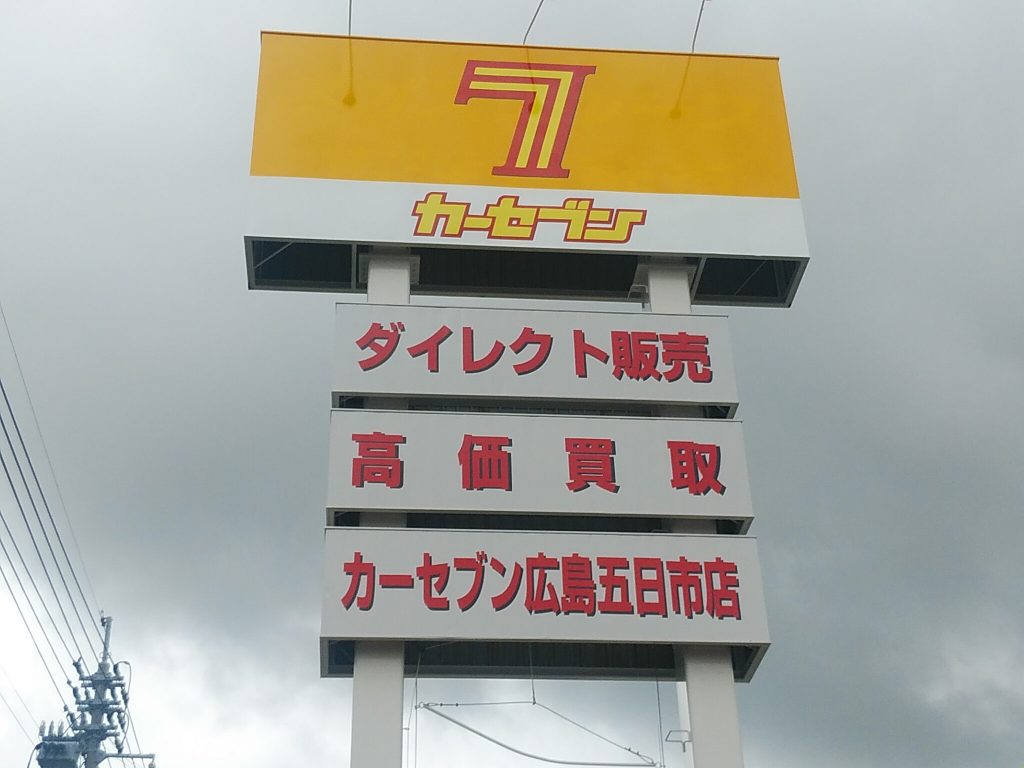 7
カーセブン
ダイレクト販売
高価買取
カーセブン広島五日市店